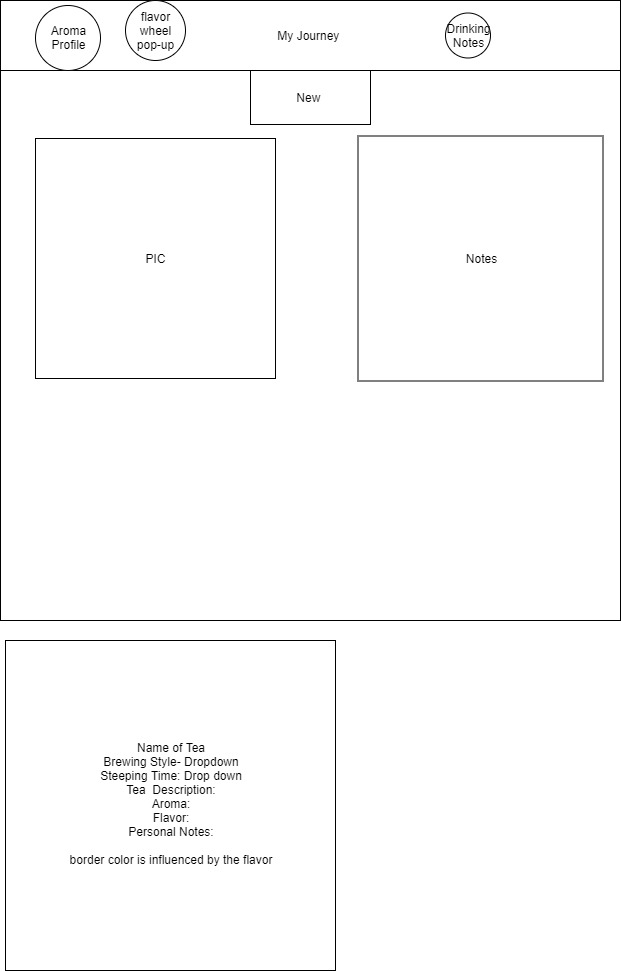 Aroma
Profile
flavor
wheel
pop-up
My Journey
Drinking
Notes
New
PIC
Notes
Name of Tea
Brewing Style- Dropdown
Steeping Time: Drop down
Tea  Description:
Aroma:
Flavor:
Personal Notes:
border color is influenced by the flavor